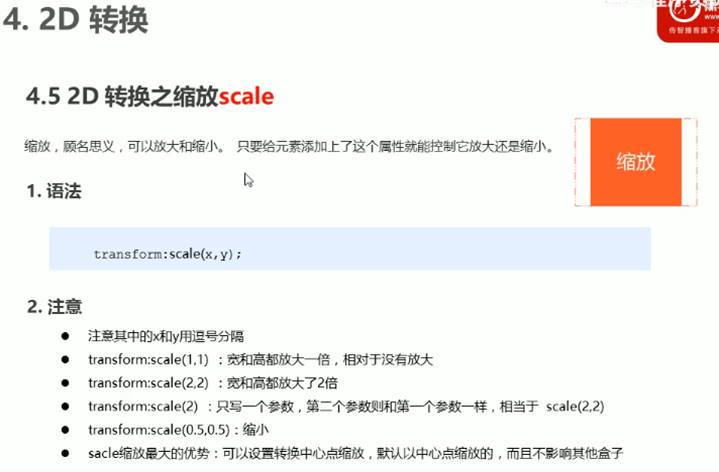 4. 2D 转换
4.5 2D 转换之缩放scale
缩放，顾名思义，可以放大和缩小。 只要给元素添加上了这个属性就能控制它放大还是缩小。
缩放
1. 语法
transform:scale(x,y);
2. 注意
● 注意其中的x和y用逗号分隔
● transform:scale(1,1) ：宽和高都放大一倍，相对于没有放大
● transform:scale(2,2) ：宽和高都放大了2倍
● transform:scale(2) ：只写一个参数，第二个参数则和第一个参数一样，相当于 scale(2,2)
● transform:scale(0.5,0.5)：缩小
● sacle缩放最大的优势：可以设置转换中心点缩放，默认以中心点缩放的，而且不影响其他盒子